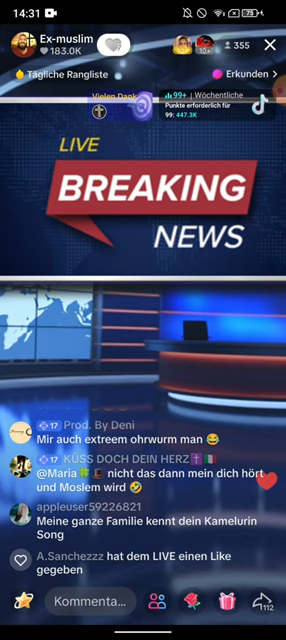 14:31
75
Ex-muslim
183.0K
10+
355
Tägliche Rangliste
Erkunden >
Vielen Dank
99+ | Wöchentliche
Punkte erforderlich für
99: 447.3K
LIVE
BREAKING
NEWS
17 Prod. By Deni
Mir auch extreem ohrwurm man 😂
17 KÜSS DOCH DEIN HERZ✝️🇮🇹
@Maria🍀🎩 nicht das dann mein dich hört
und Moslem wird 🤣
appleuser59226821
Meine ganze Familie kennt dein Kamelurin
Song
A.Sanchezzz hat dem LIVE einen Like
gegeben
Kommenta...
112